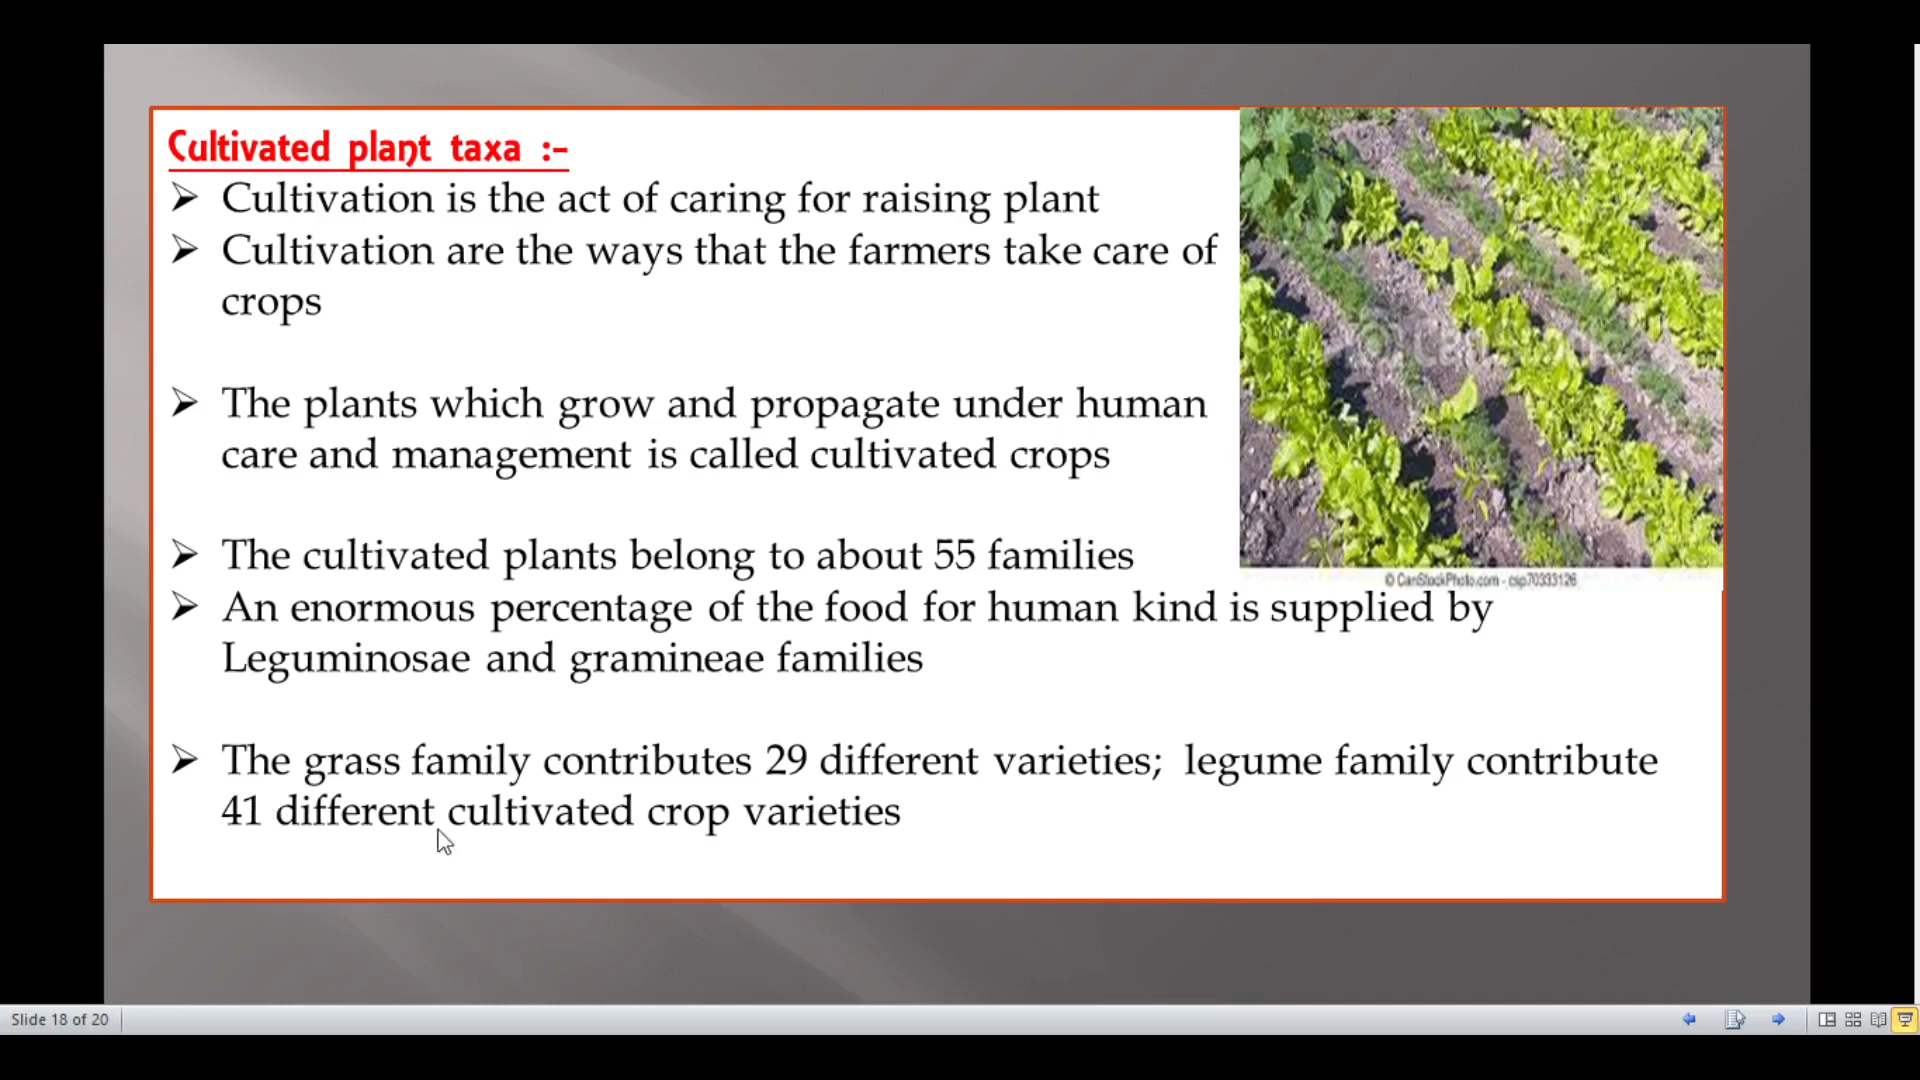 Cultivated plant taxa :-
➢ Cultivation is the act of caring for raising plant
➢ Cultivation are the ways that the farmers take care of
crops
➢ The plants which grow and propagate under human
care and management is called cultivated crops
➢ The cultivated plants belong to about 55 families
© CanStockPhoto.com - csp70333126
➢ An enormous percentage of the food for human kind is supplied by
Leguminosae and gramineae families
➢ The grass family contributes 29 different varieties; legume family contribute
41 different cultivated crop varieties
Slide 18 of 20